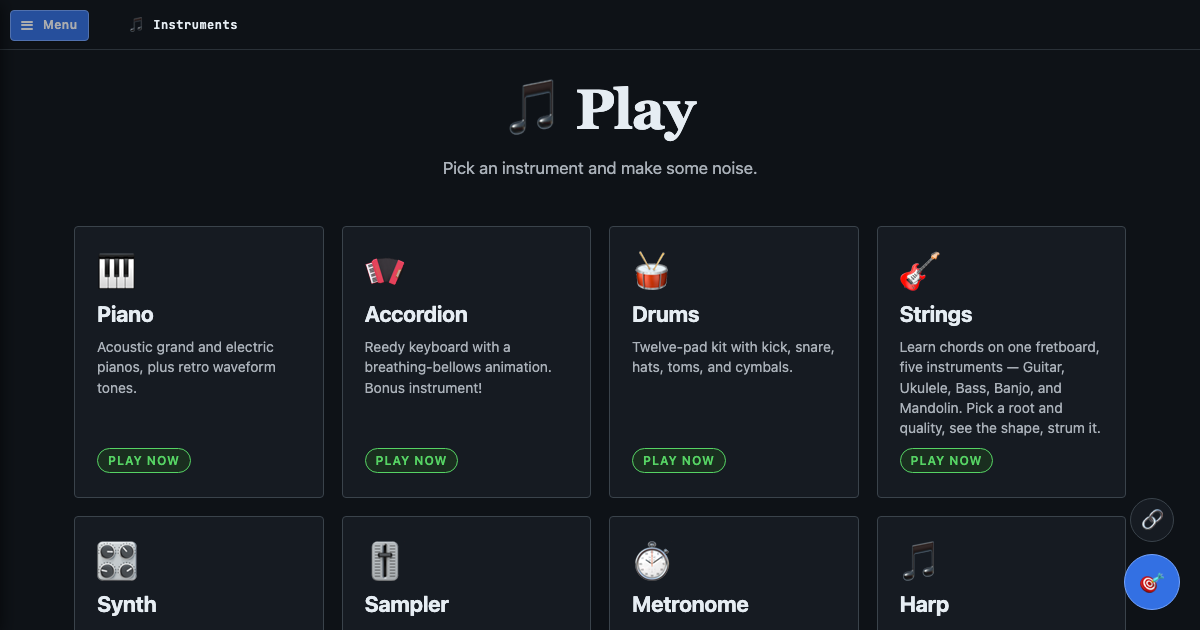 Menu
Instruments
Play
Pick an instrument and make some noise.
Piano
Acoustic grand and electric
pianos, plus retro waveform
tones.
PLAY NOW
Accordion
Reedy keyboard with a
breathing-bellows animation.
Bonus instrument!
PLAY NOW
Drums
Twelve-pad kit with kick, snare,
hats, toms, and cymbals.
PLAY NOW
Strings
Learn chords on one fretboard,
five instruments — Guitar,
Ukulele, Bass, Banjo, and
Mandolin. Pick a root and
quality, see the shape, strum it.
PLAY NOW
Synth
Sampler
Metronome
Harp